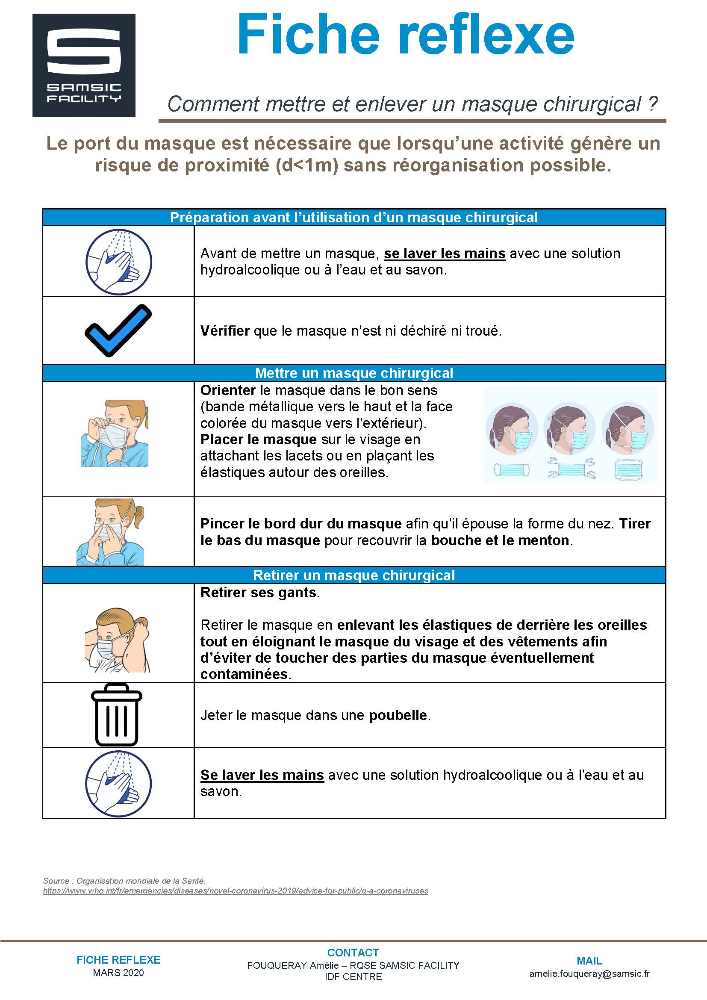 SAMSIC
FACILITY
Fiche reflexe
Comment mettre et enlever un masque chirurgical ?
Le port du masque est nécessaire que lorsqu’une activité génère un
risque de proximité (d<1m) sans réorganisation possible.
Préparation avant l’utilisation d’un masque chirurgical
Avant de mettre un masque, se laver les mains avec une solution
hydroalcoolique ou à l’eau et au savon.
Vérifier que le masque n’est ni déchiré ni troué.
Mettre un masque chirurgical
Orienter le masque dans le bon sens
(bande métallique vers le haut et la face
colorée du masque vers l’extérieur).
Placer le masque sur le visage en
attachant les lacets ou en plaçant les
élastiques autour des oreilles.
Pincer le bord dur du masque afin qu’il épouse la forme du nez. Tirer
le bas du masque pour recouvrir la bouche et le menton.
Retirer un masque chirurgical
Retirer ses gants.
Retirer le masque en enlevant les élastiques de derrière les oreilles
tout en éloignant le masque du visage et des vêtements afin
d’éviter de toucher des parties du masque éventuellement
contaminées.
Jeter le masque dans une poubelle.
Se laver les mains avec une solution hydroalcoolique ou à l’eau et au
savon.
Source : Organisation mondiale de la Santé.
https://www.who.int/fr/emergencies/diseases/novel-coronavirus-2019/advice-for-public/q-a-coronaviruses
FICHE REFLEXE
MARS 2020
CONTACT
FOUQUERAY Amélie – RQSE SAMSIC FACILITY
IDF CENTRE
MAIL
amelie.fouqueray@samsic.fr